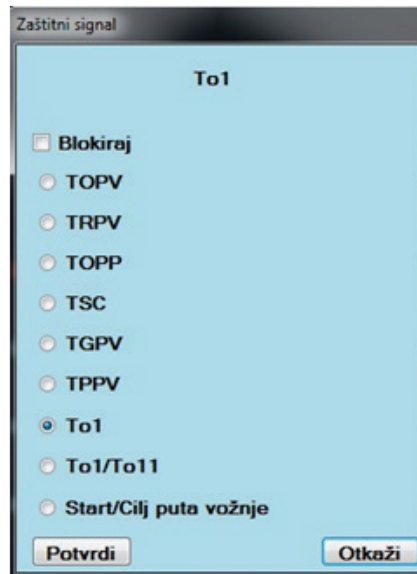 Zaštitni signal
To1
Blokiraj
TOPV
TRPV
TOPP
TSC
TGPV
TPPV
To1
To1/To11
Start/Cilj puta vožnje
Potvrdi Otkaži